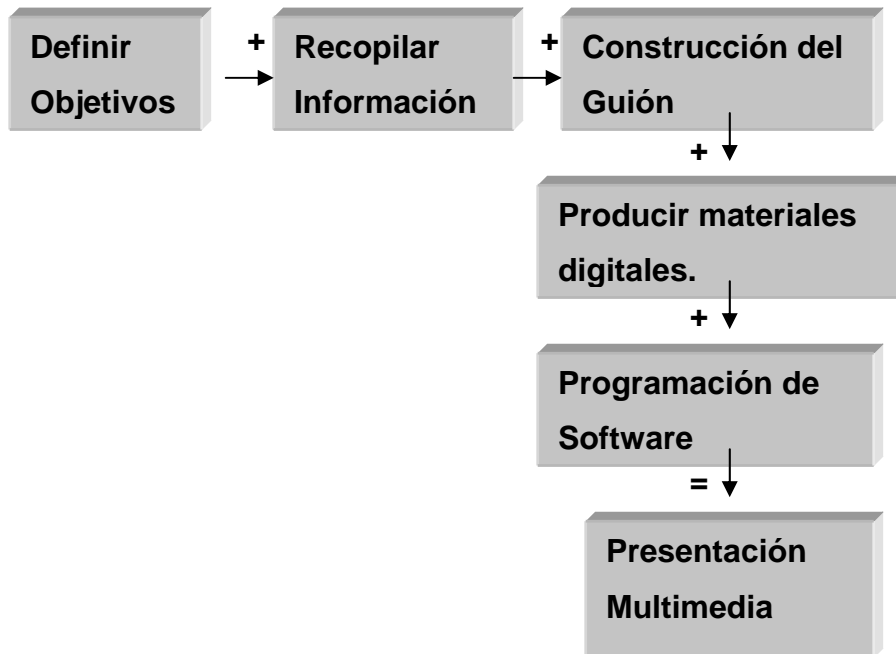 Definir
Objetivos
+
Recopilar
Información
+
Construcción del
Guión
+
Producir materiales
digitales.
+
Programación de
Software
=
Presentación
Multimedia